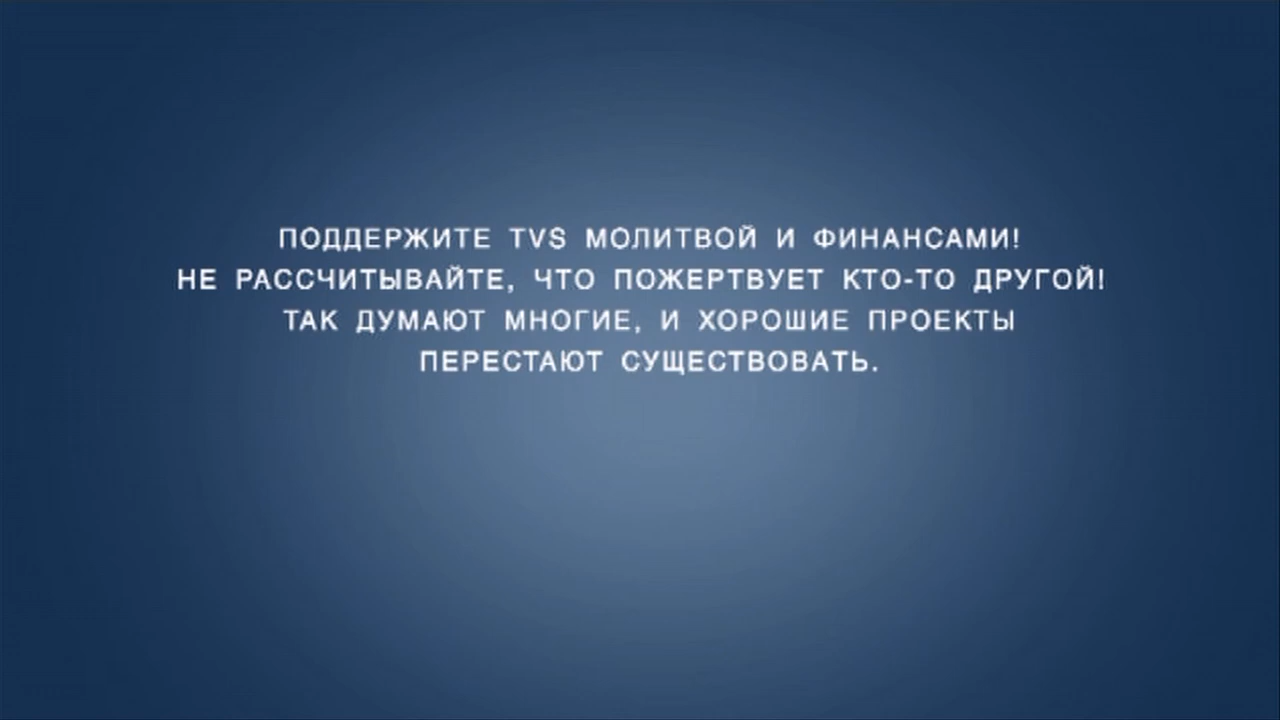 ПОДДЕРЖИТЕ TVS МОЛИТВОЙ И ФИНАНСАМИ!
НЕ РАССЧИТЫВАЙТЕ, ЧТО ПОЖЕРТВУЕТ КТО-ТО ДРУГОЙ!
ТАК ДУМАЮТ МНОГИЕ, И ХОРОШИЕ ПРОЕКТЫ
ПЕРЕСТАЮТ СУЩЕСТВОВАТЬ.